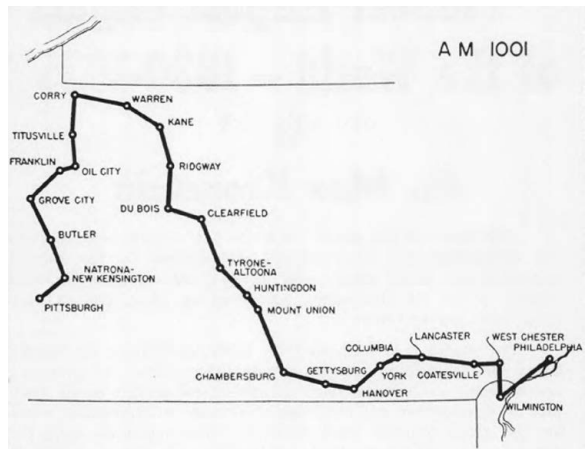 A M 1001
CORRY
WARREN
KANE
TITUSVILLE
FRANKLIN
OIL CITY
RIDGWAY
GROVE CITY
DU BOIS
CLEARFIELD
BUTLER
TYRONE-
ALTOONA
NATRONA-
NEW KENSINGTON
HUNTINGDON
PITTSBURGH
MOUNT UNION
LANCASTER
WEST CHESTER
PHILADELPHIA
COLUMBIA
CHAMBERSBURG
GETTYSBURG
YORK
COATESVILLE
HANOVER
WILMINGTON